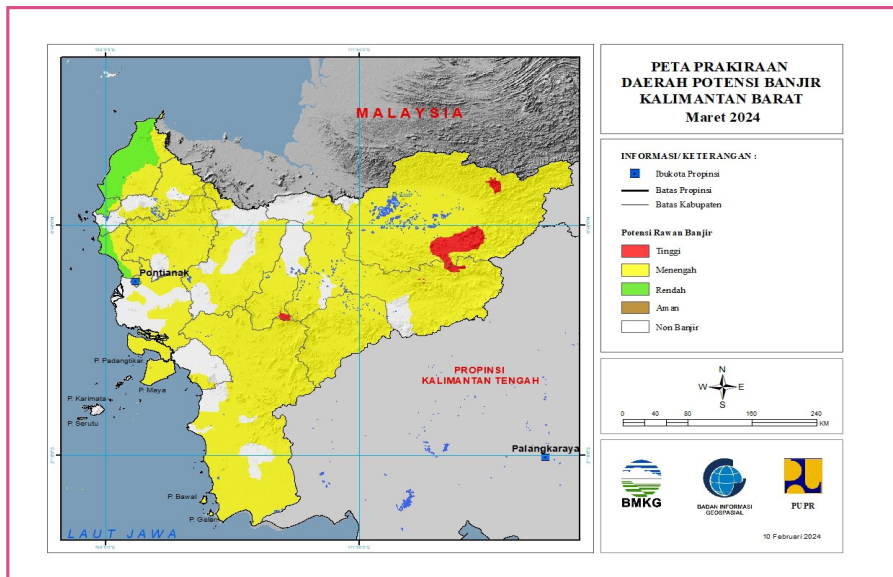 PETA PRAKIRAAN
DAERAH POTENSI BANJIR
KALIMANTAN BARAT
Maret 2024
INFORMASI/KETERANGAN :
Ibukota Propinsi
Batas Propinsi
Batas Kabupaten
Potensi Rawan Banjir
Tinggi
Menengah
Rendah
Aman
Non Banjir
N
W E
S
0 40 80 160 240
KM
BMKG
BADAN INFORMASI
GEOSPASIAL
PUPR
10 Februari 2024
MALAYSIA
Pontianak
P. Padangtikar
P. Maya
P. Karimata
P. Serutu
PROPINSI
KALIMANTAN TENGAH
Palangkaraya
P. Bawal
P. Gelam
LAUT JAWA